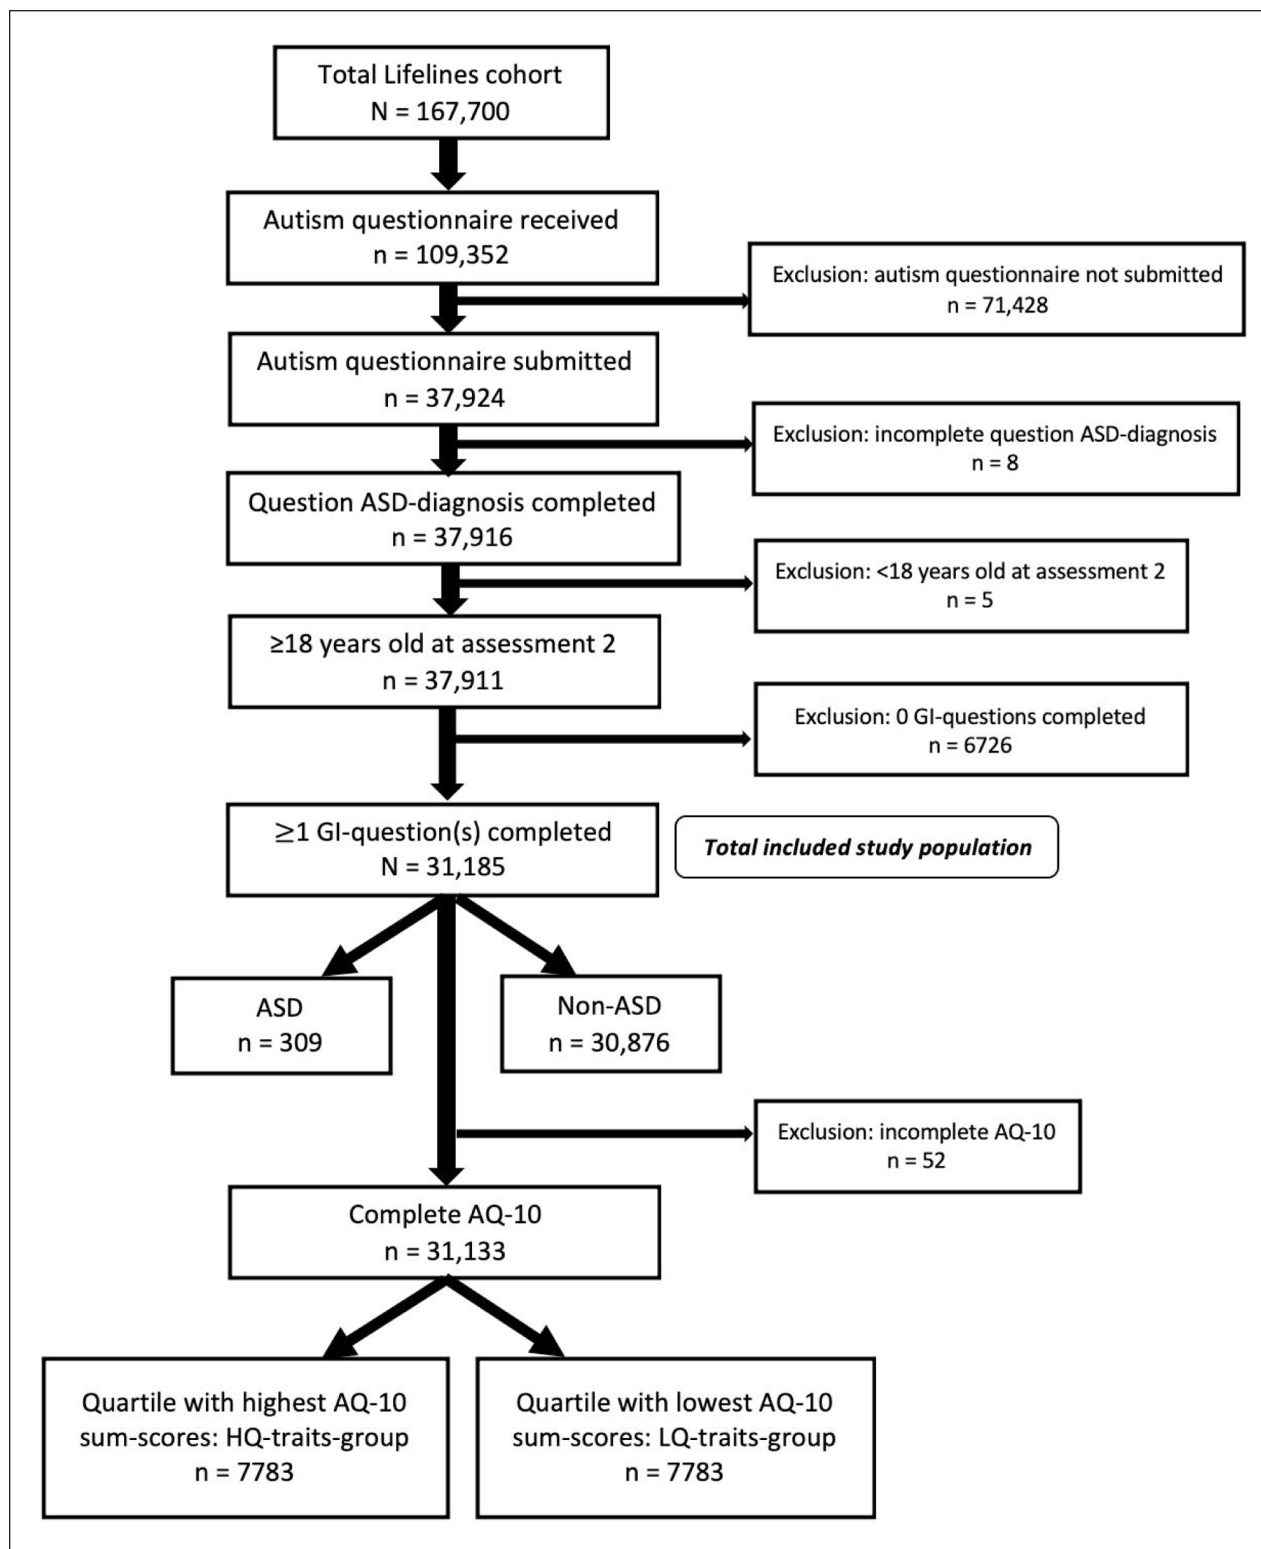 Total Lifelines cohort
N = 167,700
Autism questionnaire received
n = 109,352
Exclusion: autism questionnaire not submitted
n = 71,428
Autism questionnaire submitted
n = 37,924
Exclusion: incomplete question ASD-diagnosis
n = 8
Question ASD-diagnosis completed
n = 37,916
Exclusion: <18 years old at assessment 2
n = 5
≥18 years old at assessment 2
n = 37,911
Exclusion: 0 GI-questions completed
n = 6726
≥1 GI-question(s) completed
N = 31,185
Total included study population
ASD
n = 309
Non-ASD
n = 30,876
Exclusion: incomplete AQ-10
n = 52
Complete AQ-10
n = 31,133
Quartile with highest AQ-10
sum-scores: HQ-traits-group
n = 7783
Quartile with lowest AQ-10
sum-scores: LQ-traits-group
n = 7783